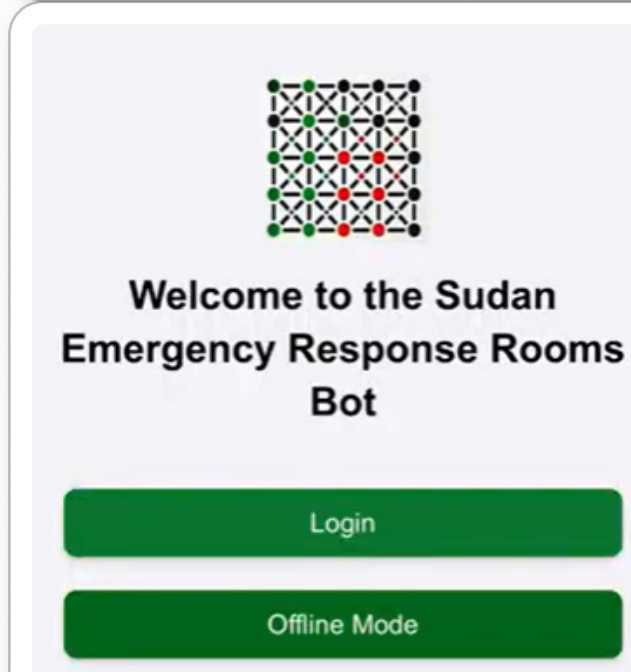 Welcome to the Sudan
Emergency Response Rooms
Bot
Login
Offline Mode